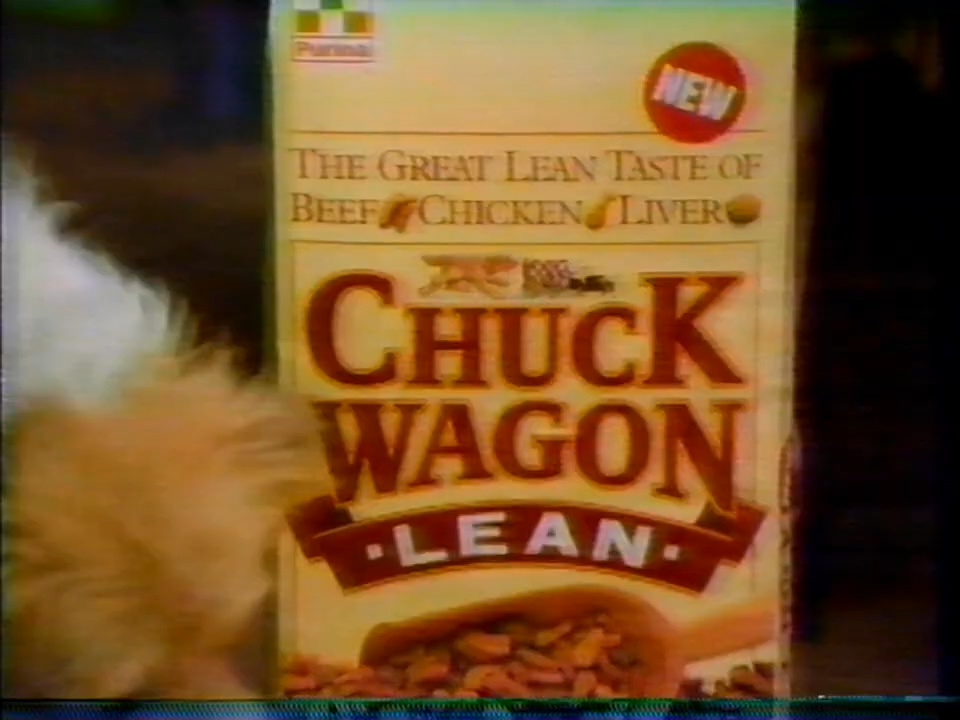 Purina
NEW
THE GREAT LEAN TASTE OF
BEEF CHICKEN LIVER
CHUCK
WAGON
·LEAN·